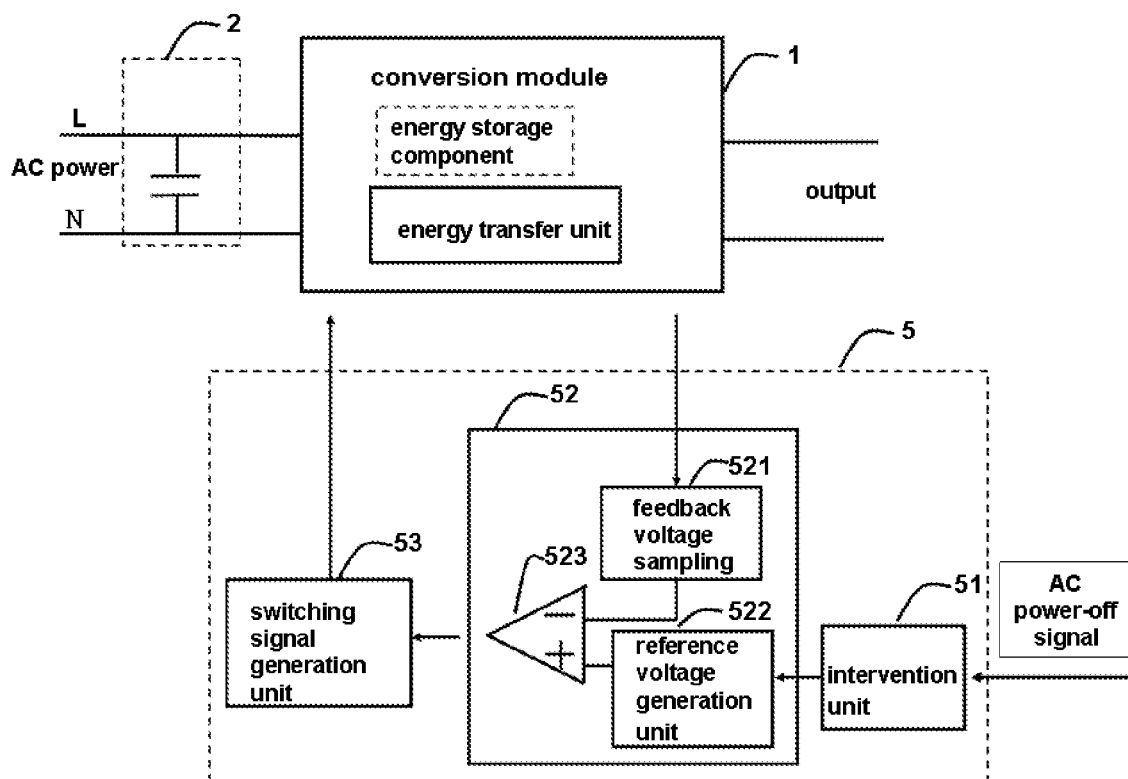 2
1
conversion module
L
energy storage
component
AC power
output
N
energy transfer unit
5
52
521
feedback
voltage
sampling
53
523
51
AC
power-off
signal
switching
signal
generation
unit
522
reference
voltage
generation
unit
intervention
unit